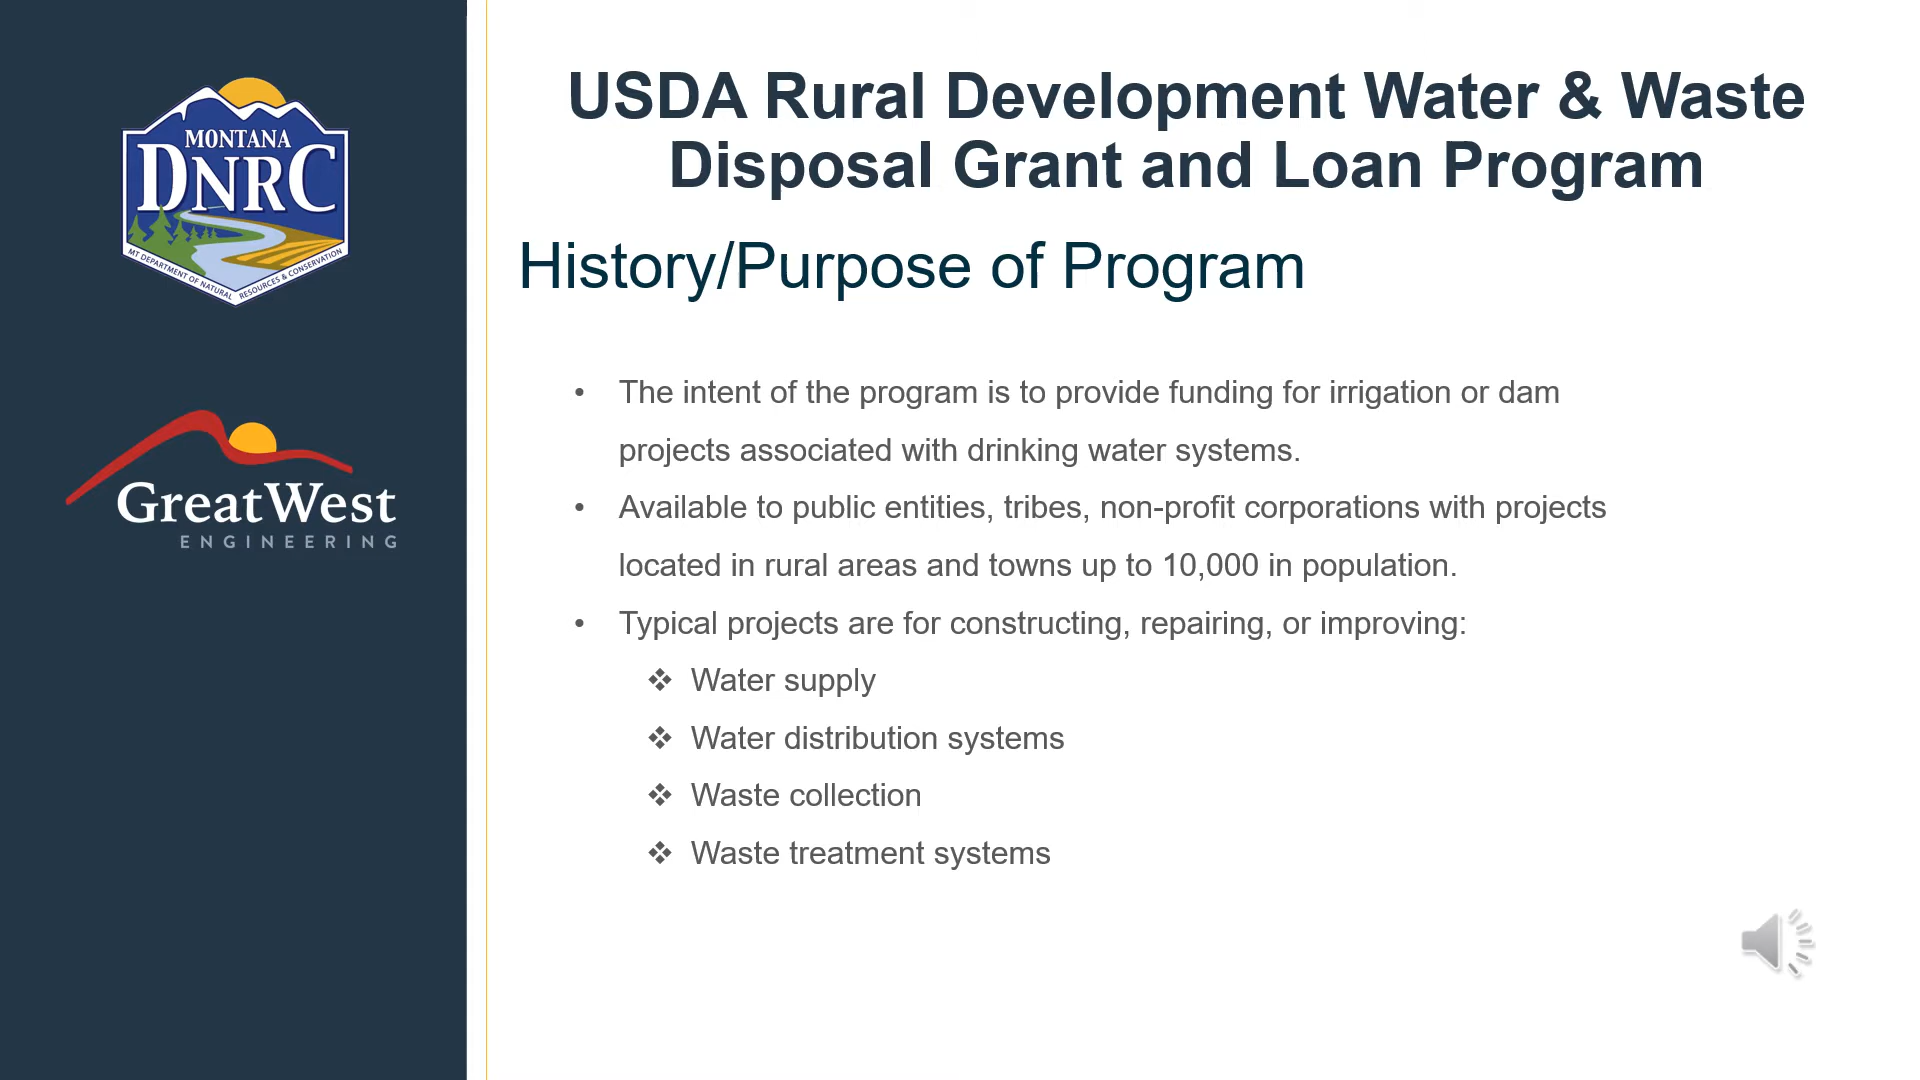 MONTANA
DNRC
MT DEPARTMENT OF NATURAL RESOURCES & CONSERVATION
GreatWest
ENGINEERING
USDA Rural Development Water & Waste
Disposal Grant and Loan Program
History/Purpose of Program
• The intent of the program is to provide funding for irrigation or dam
projects associated with drinking water systems.
• Available to public entities, tribes, non-profit corporations with projects
located in rural areas and towns up to 10,000 in population.
• Typical projects are for constructing, repairing, or improving:
❖ Water supply
❖ Water distribution systems
❖ Waste collection
❖ Waste treatment systems